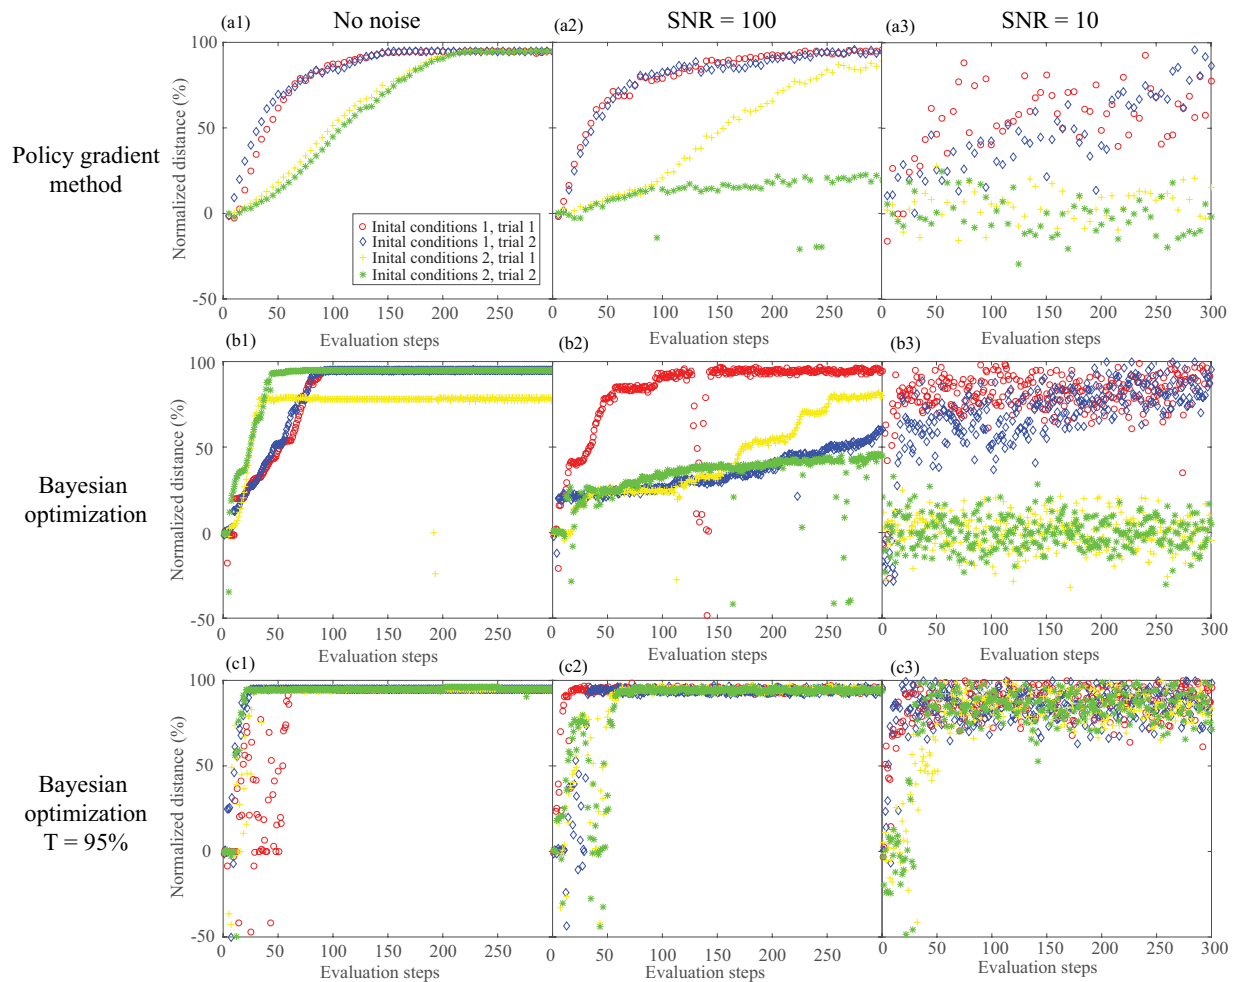 No noise
SNR = 100
SNR = 10
(a1)
(a2)
(a3)
Policy gradient
method
Normalized distance (%)
100
50
0
-50
Inital conditions 1, trial 1
Inital conditions 1, trial 2
Inital conditions 2, trial 1
Inital conditions 2, trial 2
0 50 100 150 200 250
50 100 150 200 250
50 100 150 200 250 300
Evaluation steps
Evaluation steps
Evaluation steps
(b1)
(b2)
(b3)
Bayesian
optimization
Normalized distance (%)
100
50
0
-50
0 50 100 150 200 250
0 50 100 150 200 250
0 50 100 150 200 250 300
Evaluation steps
Evaluation steps
Evaluation steps
(c1)
(c2)
(c3)
Bayesian
optimization
T = 95%
Normalized distance (%)
100
50
0
-50
0 50 100 150 200 250
0 50 100 150 200 250
0 50 100 150 200 250 300
Evaluation steps
Evaluation steps
Evaluation steps